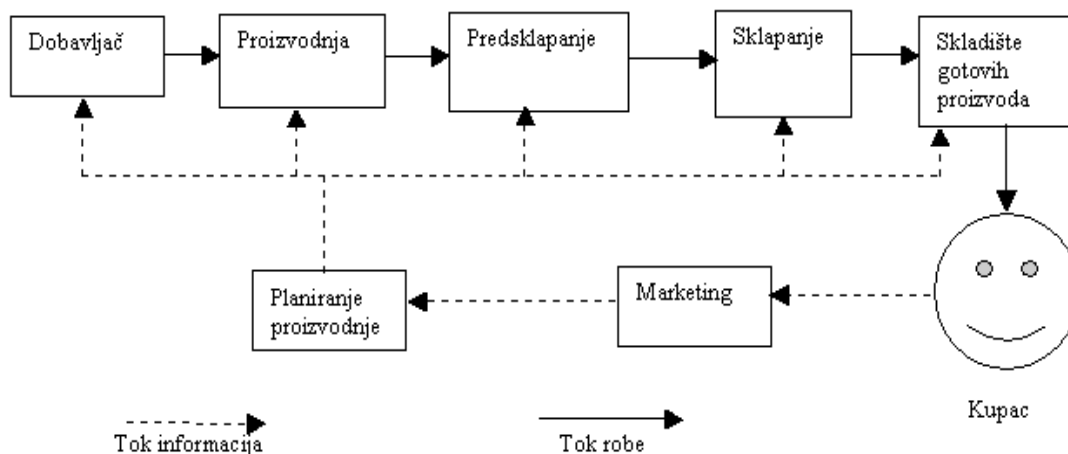 Dobavljač
Proizvodnja
Predsklapanje
Sklapanje
Skladište
gotovih
proizvoda
Planiranje
proizvodnje
Marketing
Kupac
Tok informacija
Tok robe